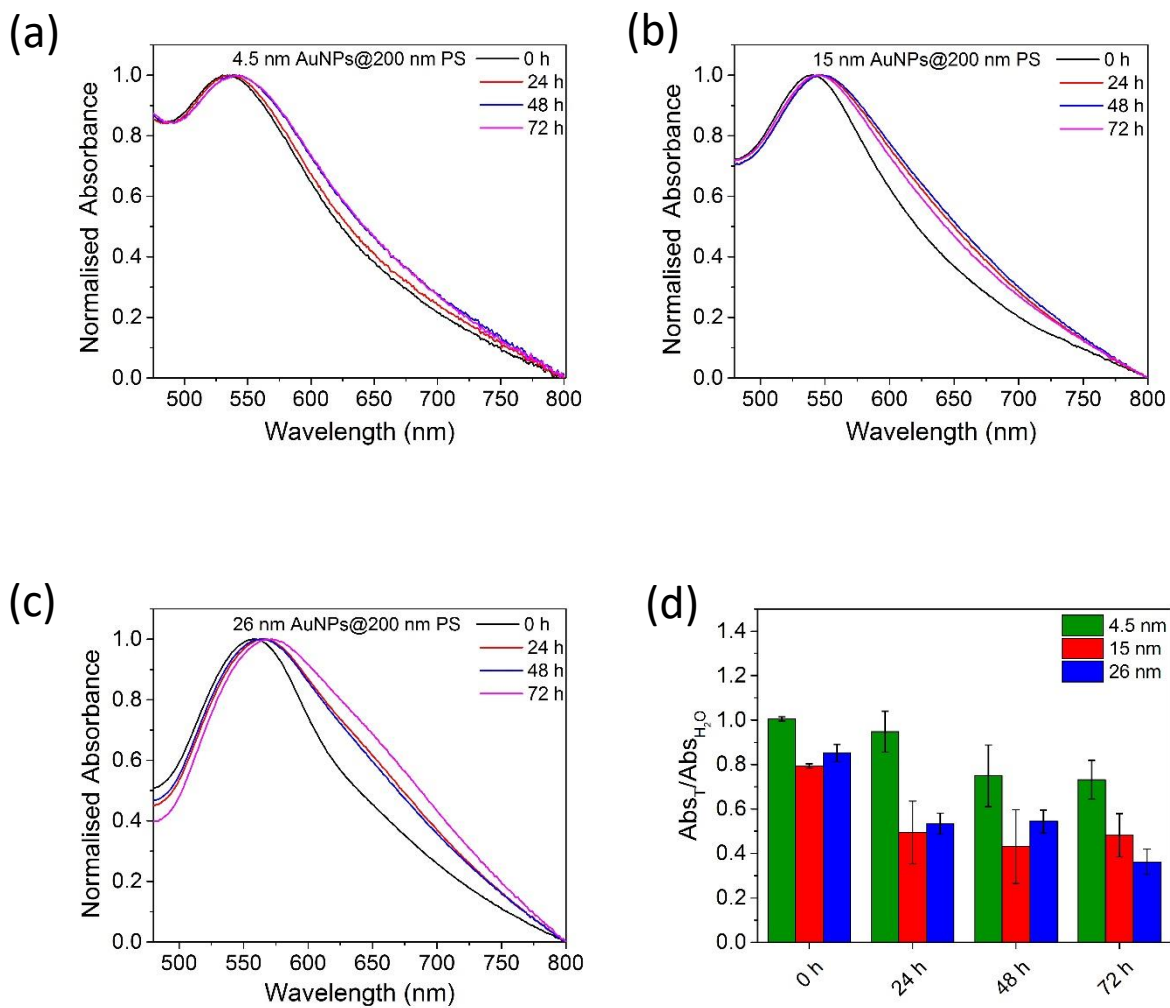 (a)
4.5 nm AuNPs@200 nm PS
0 h
24 h
48 h
72 h
1.0
0.8
0.6
0.4
0.2
0.0
Normalised Absorbance
500 550 600 650 700 750 800
Wavelength (nm)
(b)
15 nm AuNPs@200 nm PS
0 h
24 h
48 h
72 h
1.0
0.8
0.6
0.4
0.2
0.0
Normalised Absorbance
500 550 600 650 700 750 800
Wavelength (nm)
(c)
26 nm AuNPs@200 nm PS
0 h
24 h
48 h
72 h
1.0
0.8
0.6
0.4
0.2
0.0
Normalised Absorbance
500 550 600 650 700 750 800
Wavelength (nm)
(d)
4.5 nm
15 nm
26 nm
1.4
1.2
1.0
0.8
0.6
0.4
0.2
0.0
Abs_T/Abs_H₂O
0 h 24 h 48 h 72 h